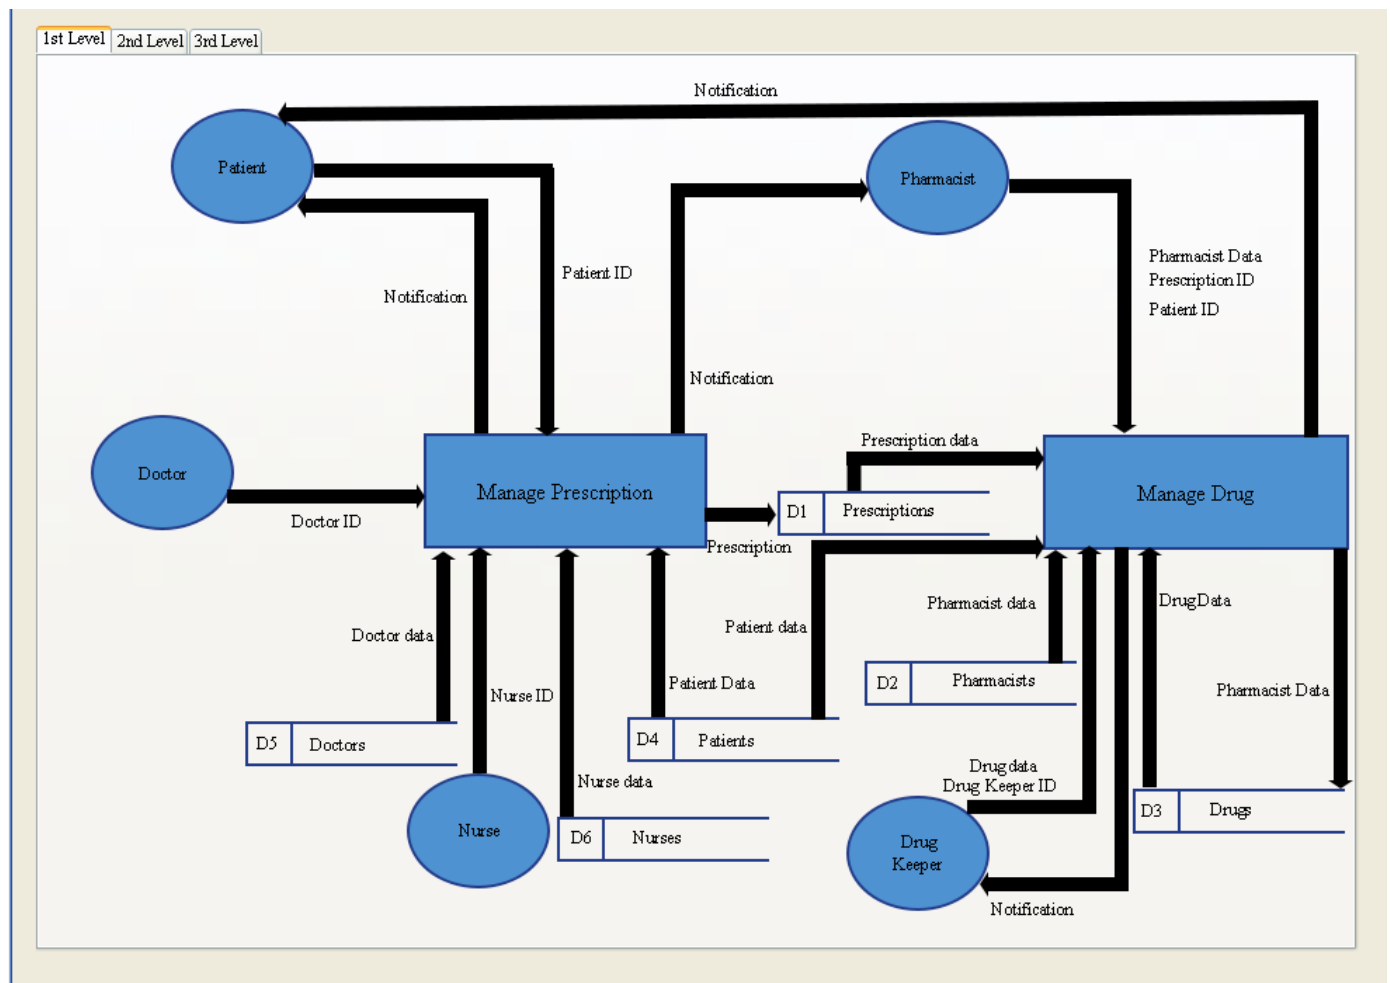 1st Level 2nd Level 3rd Level
Notification
Patient
Pharmacist
Pharmacist Data
Prescription ID
Patient ID
Patient ID
Notification
Notification
Doctor
Doctor ID
Manage Prescription
Prescription data
D1 Prescriptions
Prescription
Manage Drug
Doctor data
Nurse ID
Patient Data
Patient data
Pharmacist data
DrugData
D2 Pharmacists
Pharmacist Data
D5 Doctors
D4 Patients
Nurse data
Nurse
D6 Nurses
Drugdata
Drug Keeper ID
D3 Drugs
Drug
Keeper
Notification